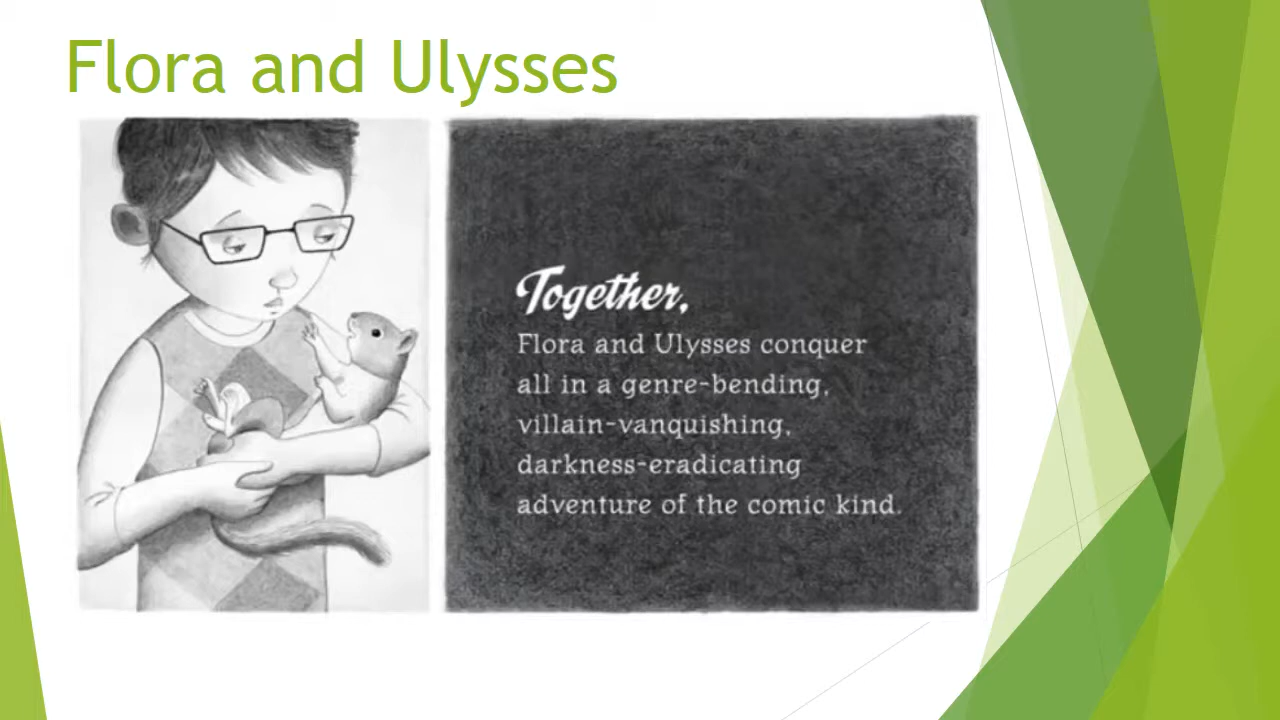 Flora and Ulysses
Together,
Flora and Ulysses conquer
all in a genre-bending,
villain-vanquishing,
darkness-eradicating
adventure of the comic kind.